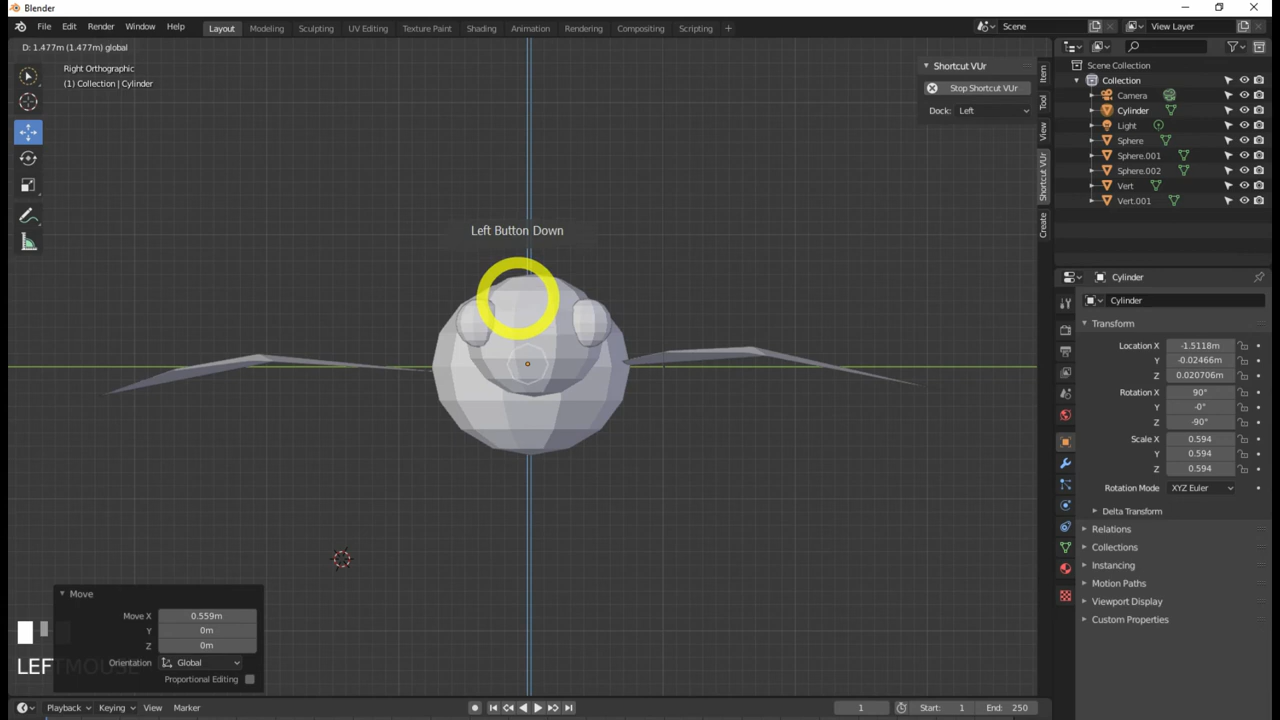 Blender
File Edit Render Window Help
Layout Modeling Sculpting UV Editing Texture Paint Shading Animation Rendering Compositing Scripting +
Scene
View Layer
D: 1.477m (1.477m) global
Right Orthographic
(1) Collection | Cylinder
Shortcut VUr
Stop Shortcut VUr
Dock: Left
Item
Tool
View
Shortcut VUr
Create
Scene Collection
Collection
Camera
Cylinder
Light
Sphere
Sphere.001
Sphere.002
Vert
Vert.001
Left Button Down
Cylinder
Cylinder
Transform
Location X -1.5118m
Y -0.02466m
Z 0.020706m
Rotation X 90°
Y -0°
Z -90°
Scale X 0.594
Y 0.594
Z 0.594
Rotation Mode XYZ Euler
Delta Transform
Relations
Collections
Instancing
Motion Paths
Viewport Display
Custom Properties
Move
Move X 0.559m
Y 0m
Z 0m
Orientation Global
Proportional Editing
LEFTMOUSE
Playback Keying View Marker
1
Start: 1
End: 250